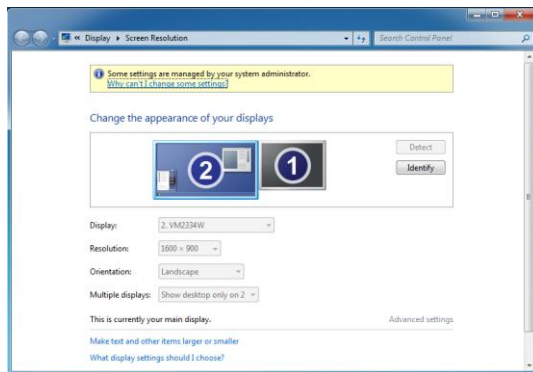 « Display ▸ Screen Resolution
Search Control Panel
Some settings are managed by your system administrator.
Why can't I change some settings?
Change the appearance of your displays
2
1
Detect
Identify
Display: 2. VM2334W
Resolution: 1600 × 900
Orientation: Landscape
Multiple displays: Show desktop only on 2
This is currently your main display. Advanced settings
Make text and other items larger or smaller
What display settings should I choose?